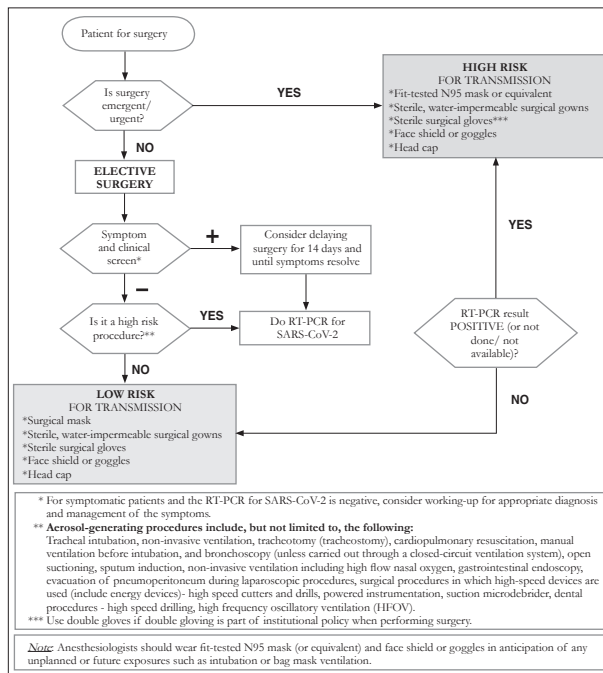 Patient for surgery
Is surgery
emergent/
urgent?
YES
HIGH RISK
FOR TRANSMISSION
*Fit-tested N95 mask or equivalent
*Sterile, water-impermeable surgical gowns
*Sterile surgical gloves***
*Face shield or goggles
*Head cap
NO
ELECTIVE
SURGERY
Symptom
and clinical
screen*
+
Consider delaying
surgery for 14 days and
until symptoms resolve
YES
–
Is it a high risk
procedure?**
YES
Do RT-PCR for
SARS-CoV-2
RT-PCR result
POSITIVE (or not
done/ not
available)?
NO
NO
LOW RISK
FOR TRANSMISSION
*Surgical mask
*Sterile, water-impermeable surgical gowns
*Sterile surgical gloves
*Face shield or goggles
*Head cap
* For symptomatic patients and the RT-PCR for SARS-CoV-2 is negative, consider working-up for appropriate diagnosis
and management of the symptoms.
** Aerosol-generating procedures include, but not limited to, the following:
Tracheal intubation, non-invasive ventilation, tracheotomy (tracheostomy), cardiopulmonary resuscitation, manual
ventilation before intubation, and bronchoscopy (unless carried out through a closed-circuit ventilation system), open
suctioning, sputum induction, non-invasive ventilation including high flow nasal oxygen, gastrointestinal endoscopy,
evacuation of pneumoperitoneum during laparoscopic procedures, surgical procedures in which high-speed devices are
used (include energy devices)- high speed cutters and drills, powered instrumentation, suction microdebrider, dental
procedures - high speed drilling, high frequency oscillatory ventilation (HFOV).
*** Use double gloves if double gloving is part of institutional policy when performing surgery.
Note: Anesthesiologists should wear fit-tested N95 mask (or equivalent) and face shield or goggles in anticipation of any
unplanned or future exposures such as intubation or bag mask ventilation.